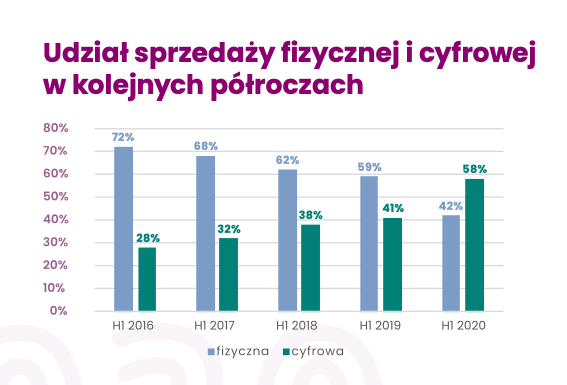 Udział sprzedaży fizycznej i cyfrowej
w kolejnych półroczach
80%
70%
60%
50%
40%
30%
20%
10%
0%
72%
28%
68%
32%
62%
38%
59%
41%
42%
58%
H1 2016
H1 2017
H1 2018
H1 2019
H1 2020
fizyczna
cyfrowa